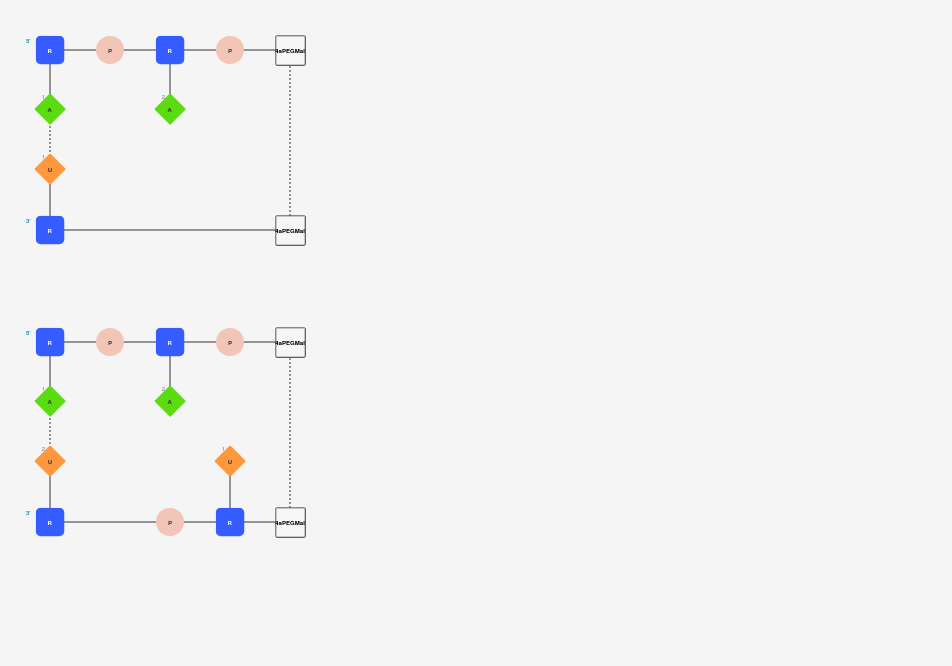 5' R P R P 4aPEGMal
1 A 2 A
1 U
3' R 4aPEGMal
5' R P R P 4aPEGMal
1 A 2 A
2 U 1 U
3' R P R 4aPEGMal